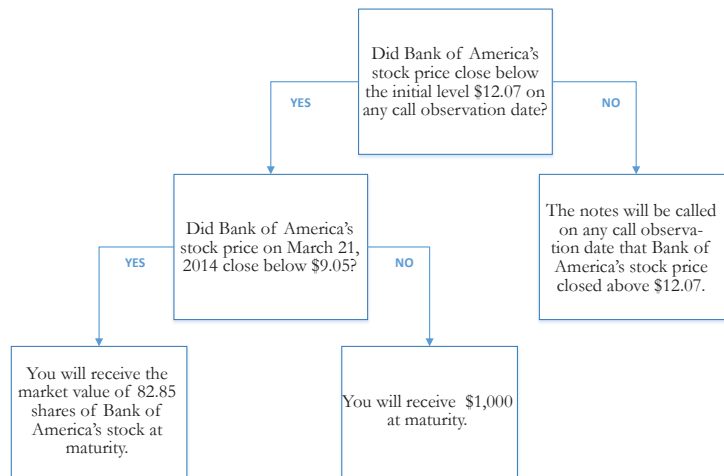 Did Bank of America's
stock price close below
the initial level $12.07 on
any call observation date?
YES
NO
Did Bank of America's
stock price on March 21,
2014 close below $9.05?
The notes will be called
on any call observa-
tion date that Bank of
America's stock price
closed above $12.07.
YES
NO
You will receive the
market value of 82.85
shares of Bank of
America's stock at
maturity.
You will receive $1,000
at maturity.